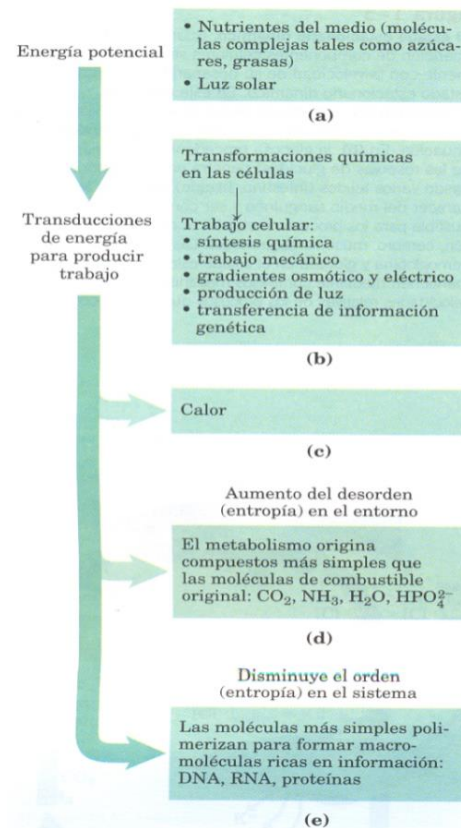 Energía potencial
• Nutrientes del medio (molécu-
las complejas tales como azúca-
res, grasas)
• Luz solar
(a)
Transducciones
de energía
para producir
trabajo
Transformaciones químicas
en las células
Trabajo celular:
• síntesis química
• trabajo mecánico
• gradientes osmótico y eléctrico
• producción de luz
• transferencia de información
genética
(b)
Calor
(c)
Aumento del desorden
(entropía) en el entorno
El metabolismo origina
compuestos más simples que
las moléculas de combustible
original: CO₂, NH₃, H₂O, HPO₄²⁻
(d)
Disminuye el orden
(entropía) en el sistema
Las moléculas más simples poli-
merizan para formar macro-
moléculas ricas en información:
DNA, RNA, proteínas
(e)